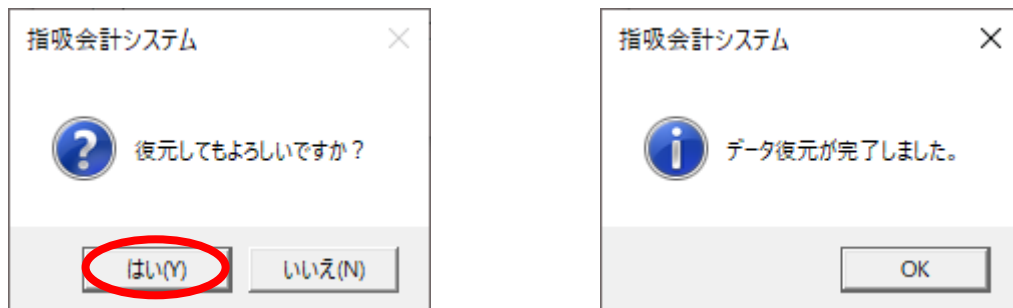 指吸会計システム
復元してもよろしいですか？
はい(Y)
いいえ(N)
指吸会計システム
データ復元が完了しました。
OK